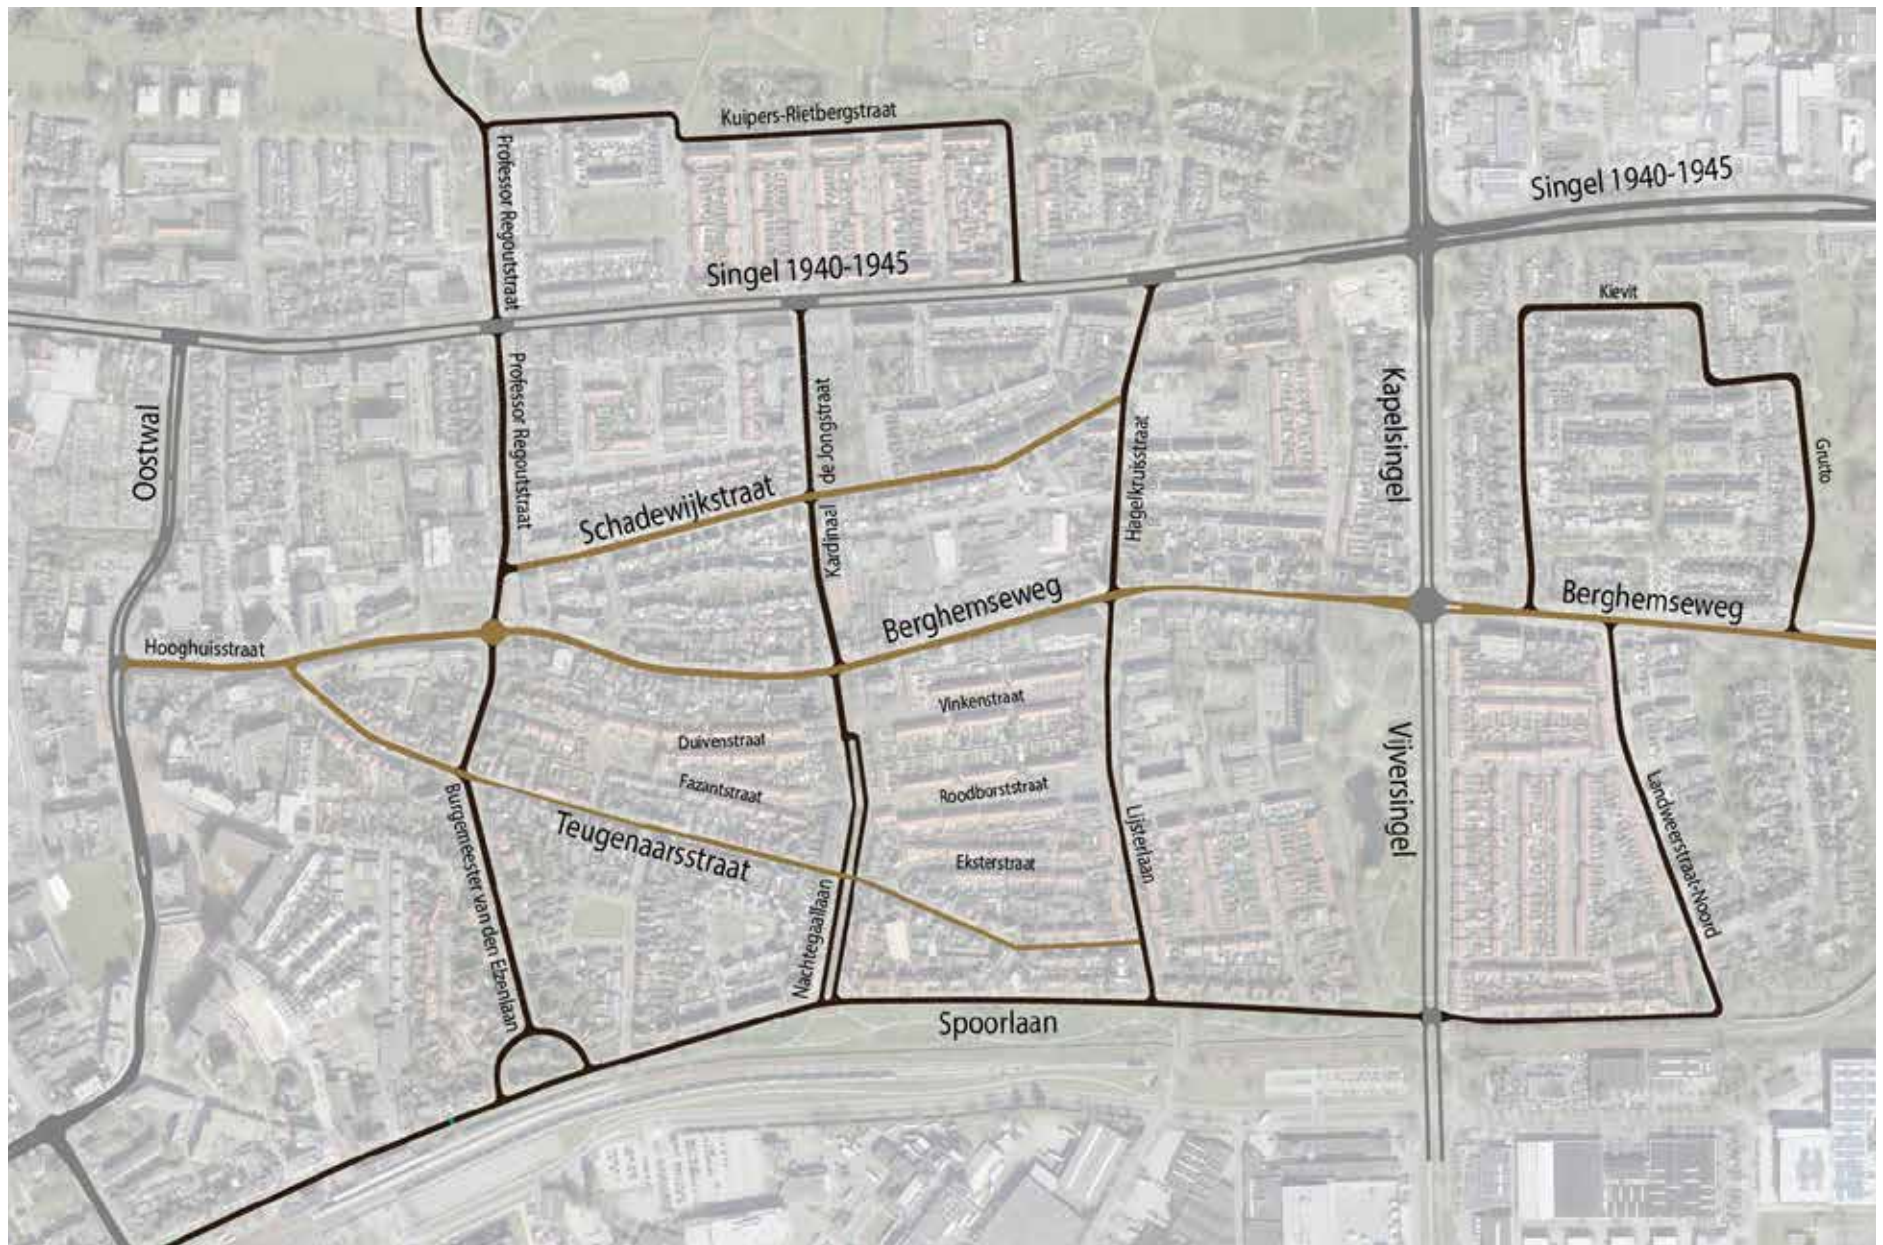 Kuipers-Rietbergstraat
Professor Regoutstraat
Singel 1940-1945
Singel 1940-1945
Kievit
Oostwal
Professor Regoutstraat
Kardinaal de Jongstraat
Schadewijkstraat
Hagelkruisstraat
Kapelsingel
Grutto
Berghemseweg
Berghemseweg
Hooghuisstraat
Vinkenstraat
Duivenstraat
Fazantstraat
Roodborststraat
Vijversingel
Teugenaarsstraat
Eksterstraat
Lijsterlaan
Landweerstraat-Noord
Burgemeester van den Elzenlaan
Nachtegaallaan
Spoorlaan